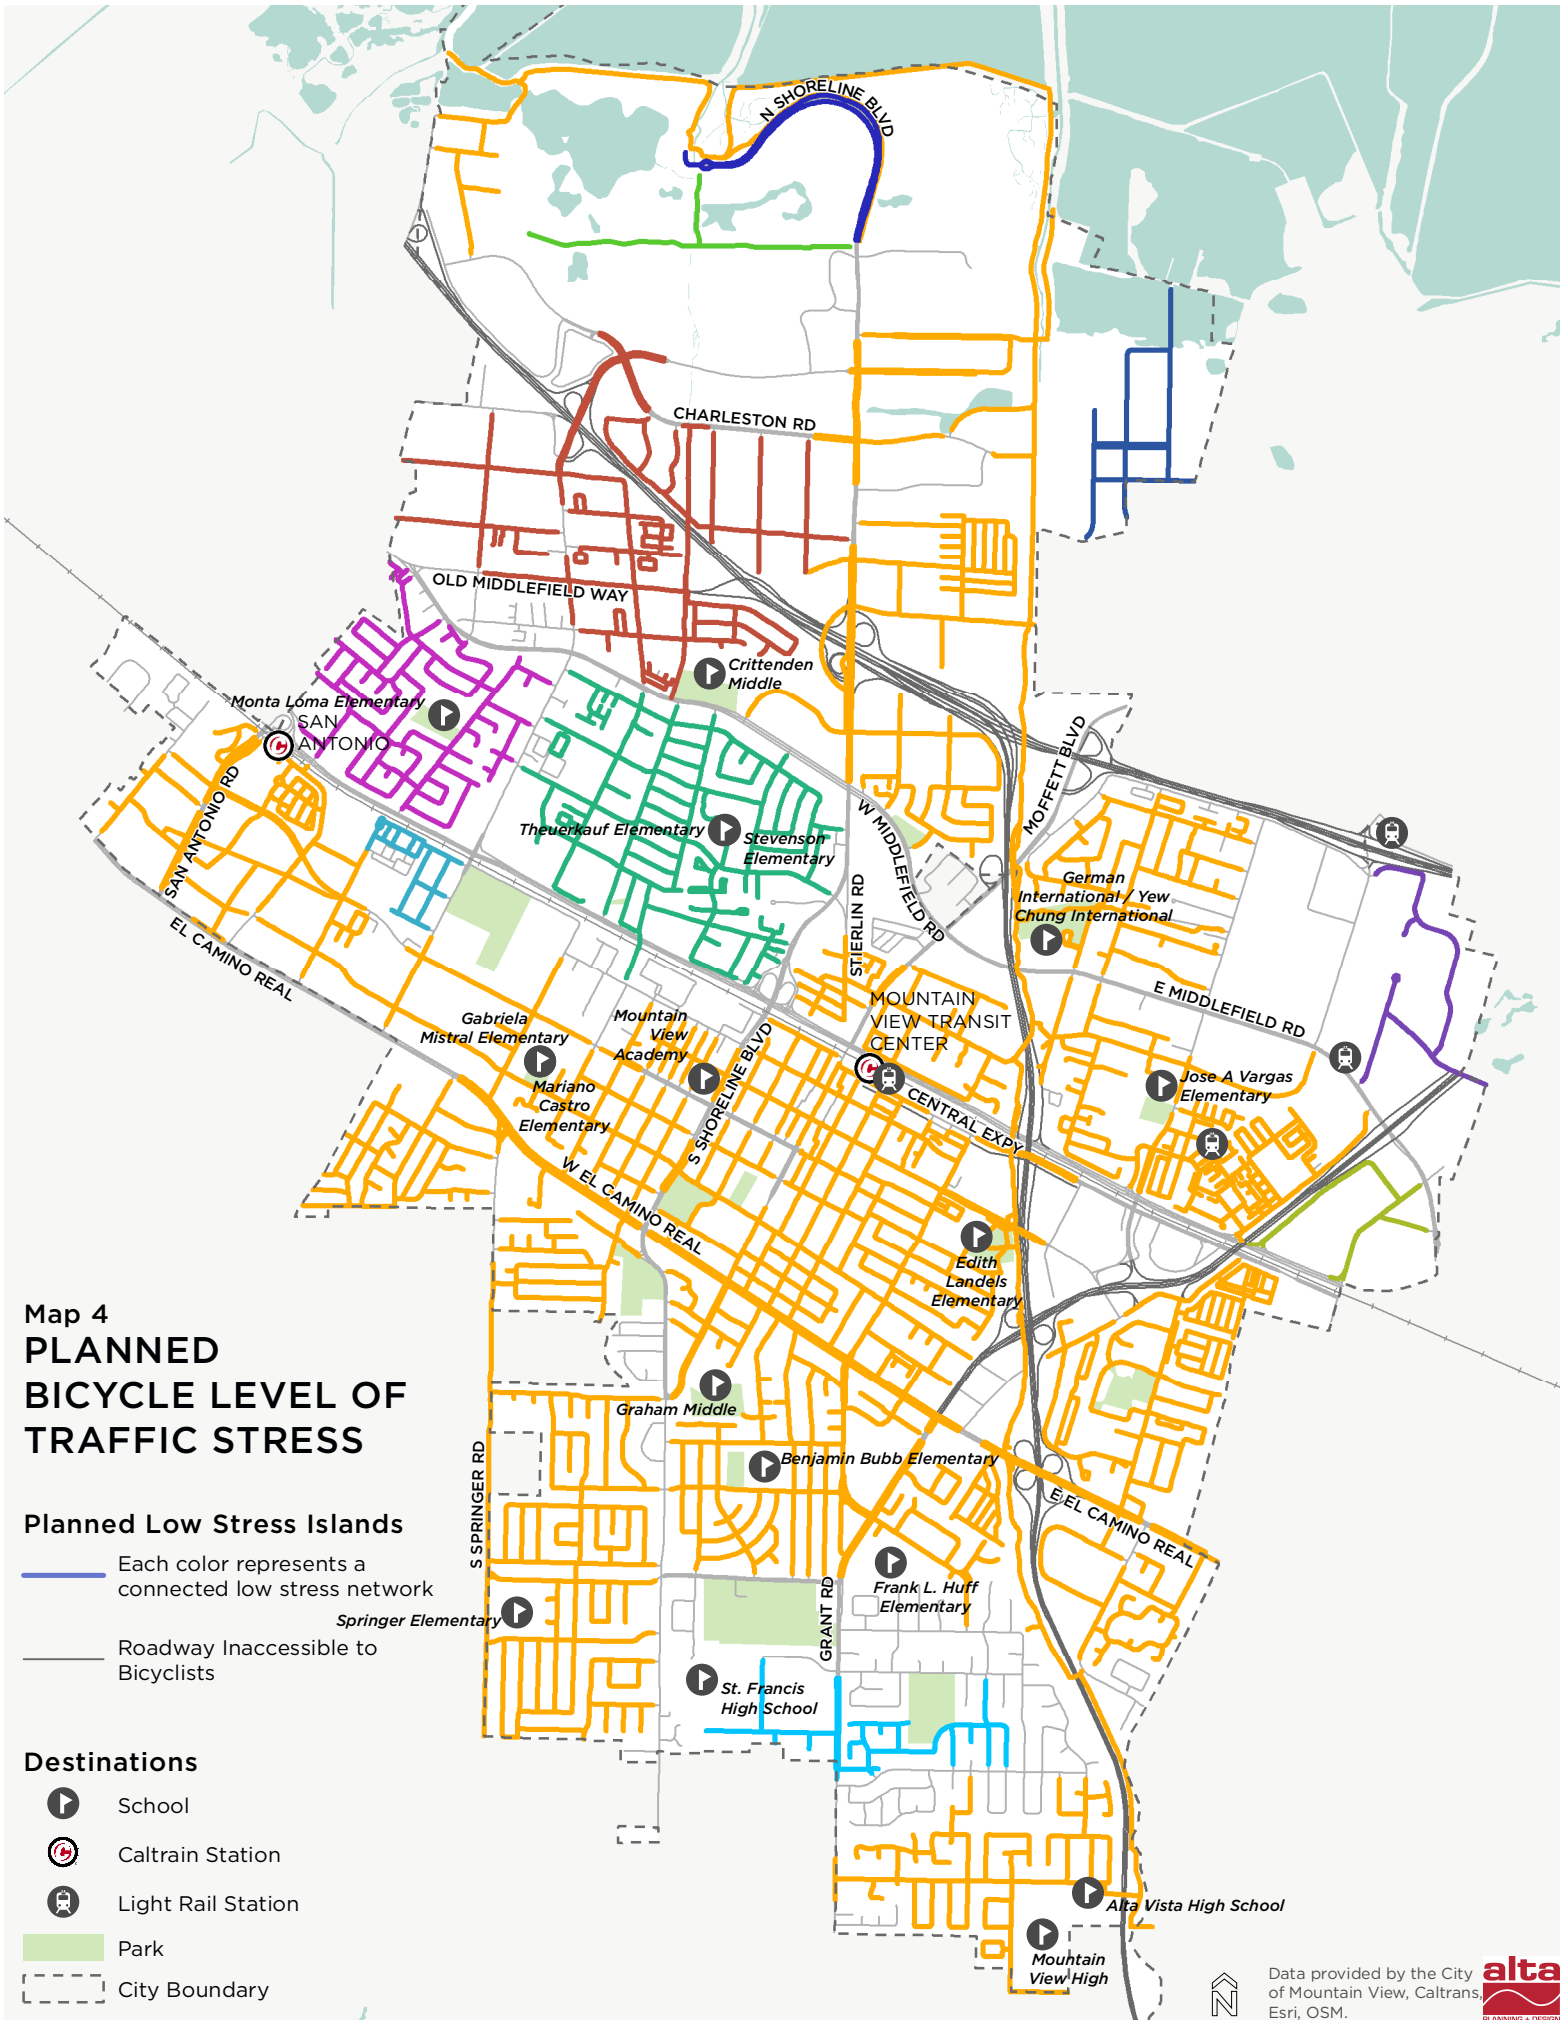 N SHORELINE BLVD
CHARLESTON RD
OLD MIDDLEFIELD WAY
Crittenden
Middle
Monta Loma Elementary
SAN
ANTONIO
MOFFETT BLVD
SAN ANTONIO RD
W MIDDLEFIELD RD
Theuerkauf Elementary
Stevenson
Elementary
German
International / Yew
Chung International
STIERLIN RD
EL CAMINO REAL
E MIDDLEFIELD RD
MOUNTAIN
VIEW TRANSIT
CENTER
Gabriela
Mistral Elementary
Mountain
View
Academy
S SHORELINE BLVD
Mariano
Castro
Elementary
Jose A Vargas
Elementary
CENTRAL EXPY
W EL CAMINO REAL
Edith
Landels
Elementary
Map 4
PLANNED
BICYCLE LEVEL OF
TRAFFIC STRESS
Graham Middle
Benjamin Bubb Elementary
S SPRINGER RD
E EL CAMINO REAL
Planned Low Stress Islands
Each color represents a
connected low stress network
Roadway Inaccessible to
Bicyclists
Frank L. Huff
Elementary
GRANT RD
Springer Elementary
St. Francis
High School
Destinations
School
Caltrain Station
Light Rail Station
Park
City Boundary
Alta Vista High School
Mountain
View High
N
Data provided by the City
of Mountain View, Caltrans,
Esri, OSM.
alta
PLANNING + DESIGN